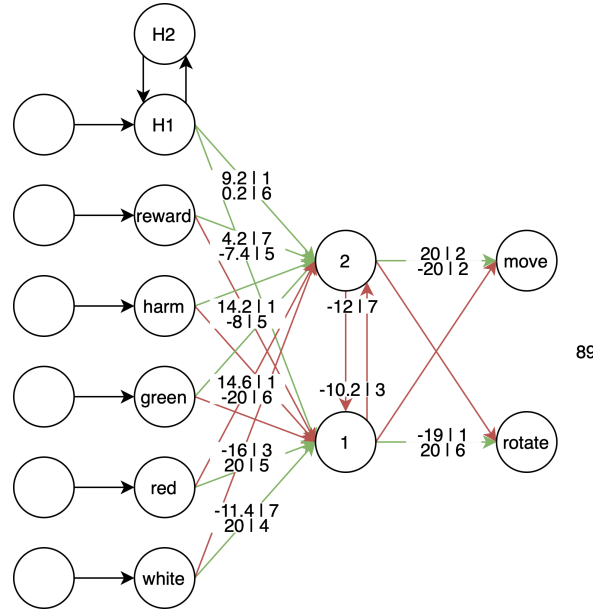 H2
H1
9.2 | 1
0.2 | 6
reward
4.2 | 7
-7.4 | 5
2
20 | 2
-20 | 2
move
harm
14.2 | 1
-8 | 5
-12 | 7
89
green
14.6 | 1
-20 | 6
-10.2 | 3
1
-19 | 1
20 | 6
rotate
red
-16 | 3
20 | 5
white
-11.4 | 7
20 | 4